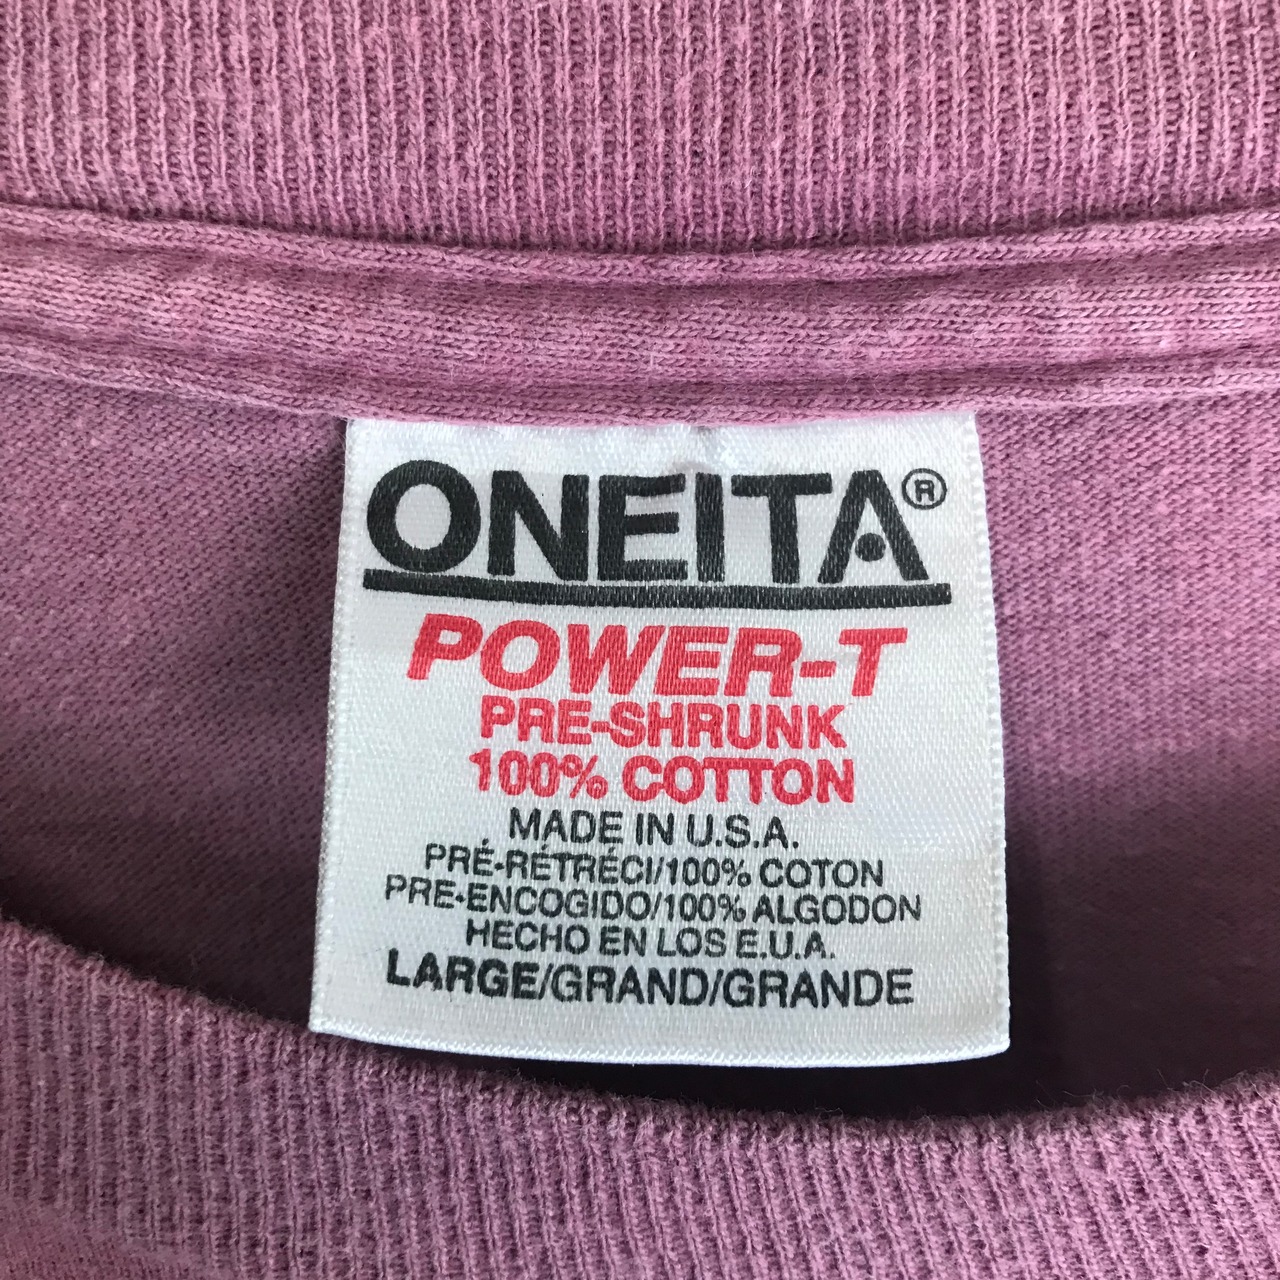 ONEITA®
POWER-T
PRE-SHRUNK
100% COTTON
MADE IN U.S.A.
PRÉ-RÉTRÉCI/100% COTON
PRE-ENCOGIDO/100% ALGODON
HECHO EN LOS E.U.A.
LARGE/GRAND/GRANDE